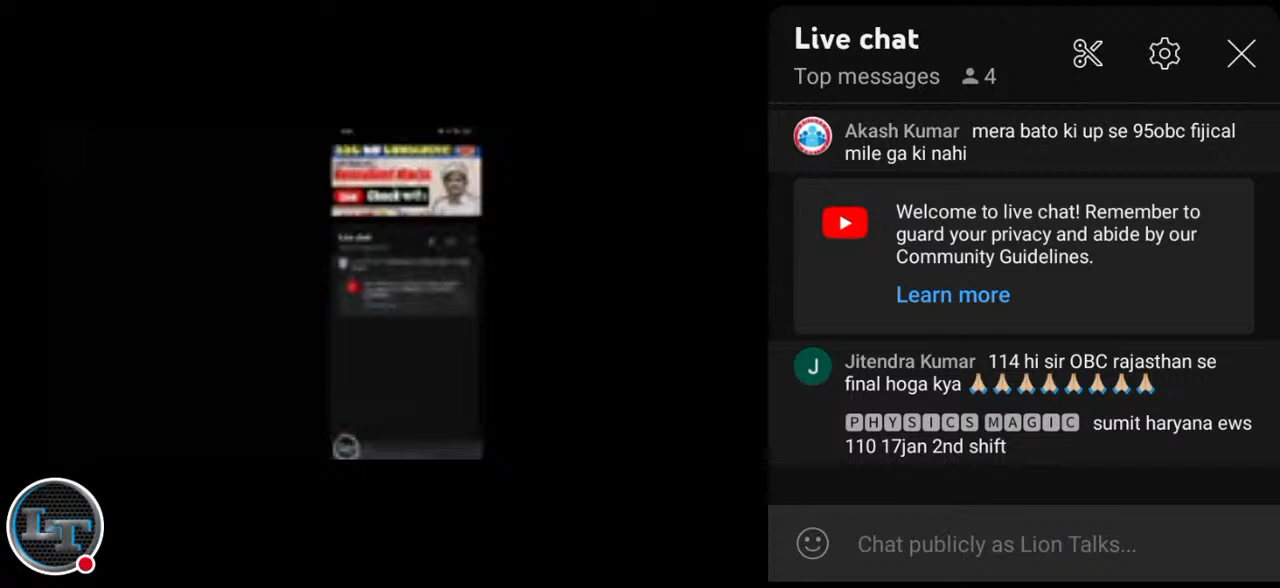 Live chat
Top messages 4
Akash Kumar mera bato ki up se 95obc fijical
mile ga ki nahi
Welcome to live chat! Remember to
guard your privacy and abide by our
Community Guidelines.
Learn more
J
Jitendra Kumar 114 hi sir OBC rajasthan se
final hoga kya 🙏🏼🙏🏼🙏🏼🙏🏼🙏🏼🙏🏼🙏🏼🙏🏼
PHYSICS MAGIC sumit haryana ews
110 17jan 2nd shift
Chat publicly as Lion Talks...
LT
Live chat